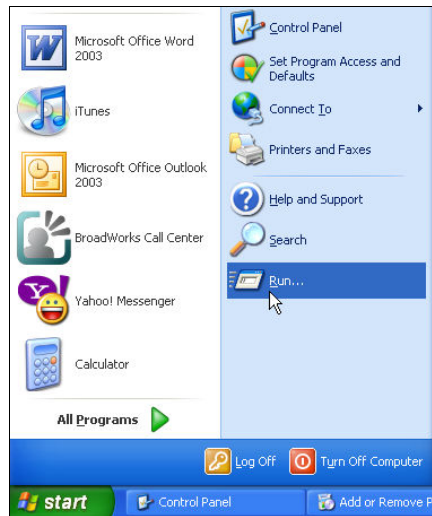 Microsoft Office Word
2003
iTunes
Microsoft Office Outlook
2003
BroadWorks Call Center
Yahoo! Messenger
Calculator
All Programs
Control Panel
Set Program Access and
Defaults
Connect To
Printers and Faxes
Help and Support
Search
Run...
Log Off
Turn Off Computer
start
Control Panel
Add or Remove P